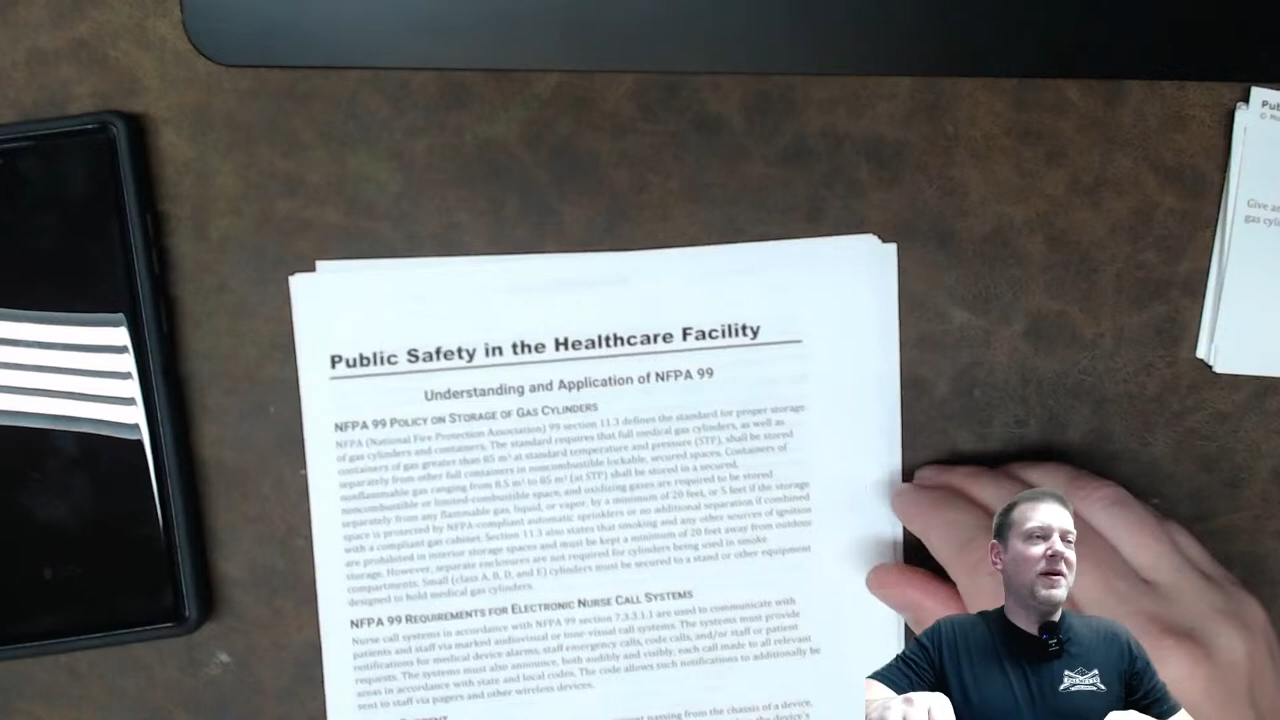 Public Safety in the Healthcare Facility
Understanding and Application of NFPA 99
NFPA 99 POLICY ON STORAGE OF GAS CYLINDERS
NFPA (National Fire Protection Association) 99 section 11.3 defines the standard for proper storage
of gas cylinders and containers. The standard requires that full medical gas cylinders, as well as
containers of gas greater than 85 m³ at standard temperature and pressure (STP), shall be stored
separately from other full containers in noncombustible lockable, secured spaces. Containers of
nonflammable gas ranging from 8.5 m³ to 85 m³ (at STP) shall be stored in a secured,
noncombustible or limited-combustible space, and oxidizing gases are required to be stored
separately from any flammable gas, liquid, or vapor, by a minimum of 20 feet, or 5 feet if the storage
space is protected by NFPA-compliant automatic sprinklers or no additional separation if combined
with a compliant gas cabinet. Section 11.3 also states that smoking and any other sources of ignition
are prohibited in interior storage spaces and must be kept a minimum of 20 feet away from outdoor
storage. However, separate enclosures are not required for cylinders being used in smoke
compartments. Small (class A, B, D, and E) cylinders must be secured to a stand or other equipment
designed to hold medical gas cylinders.
NFPA 99 REQUIREMENTS FOR ELECTRONIC NURSE CALL SYSTEMS
Nurse call systems in accordance with NFPA 99 section 7.3.3.1.1 are used to communicate with
patients and staff via marked audiovisual or tone-visual call systems. The systems must provide
notifications for medical device alarms, staff emergency calls, code calls, and/or staff or patient
requests. The systems must also announce, both audibly and visibly, each call made to all relevant
areas in accordance with state and local codes. The code allows such notifications to additionally be
sent to staff via pagers and other wireless devices.
passing from the chassis of a device,
the device's
Pub
Give an
gas cyl